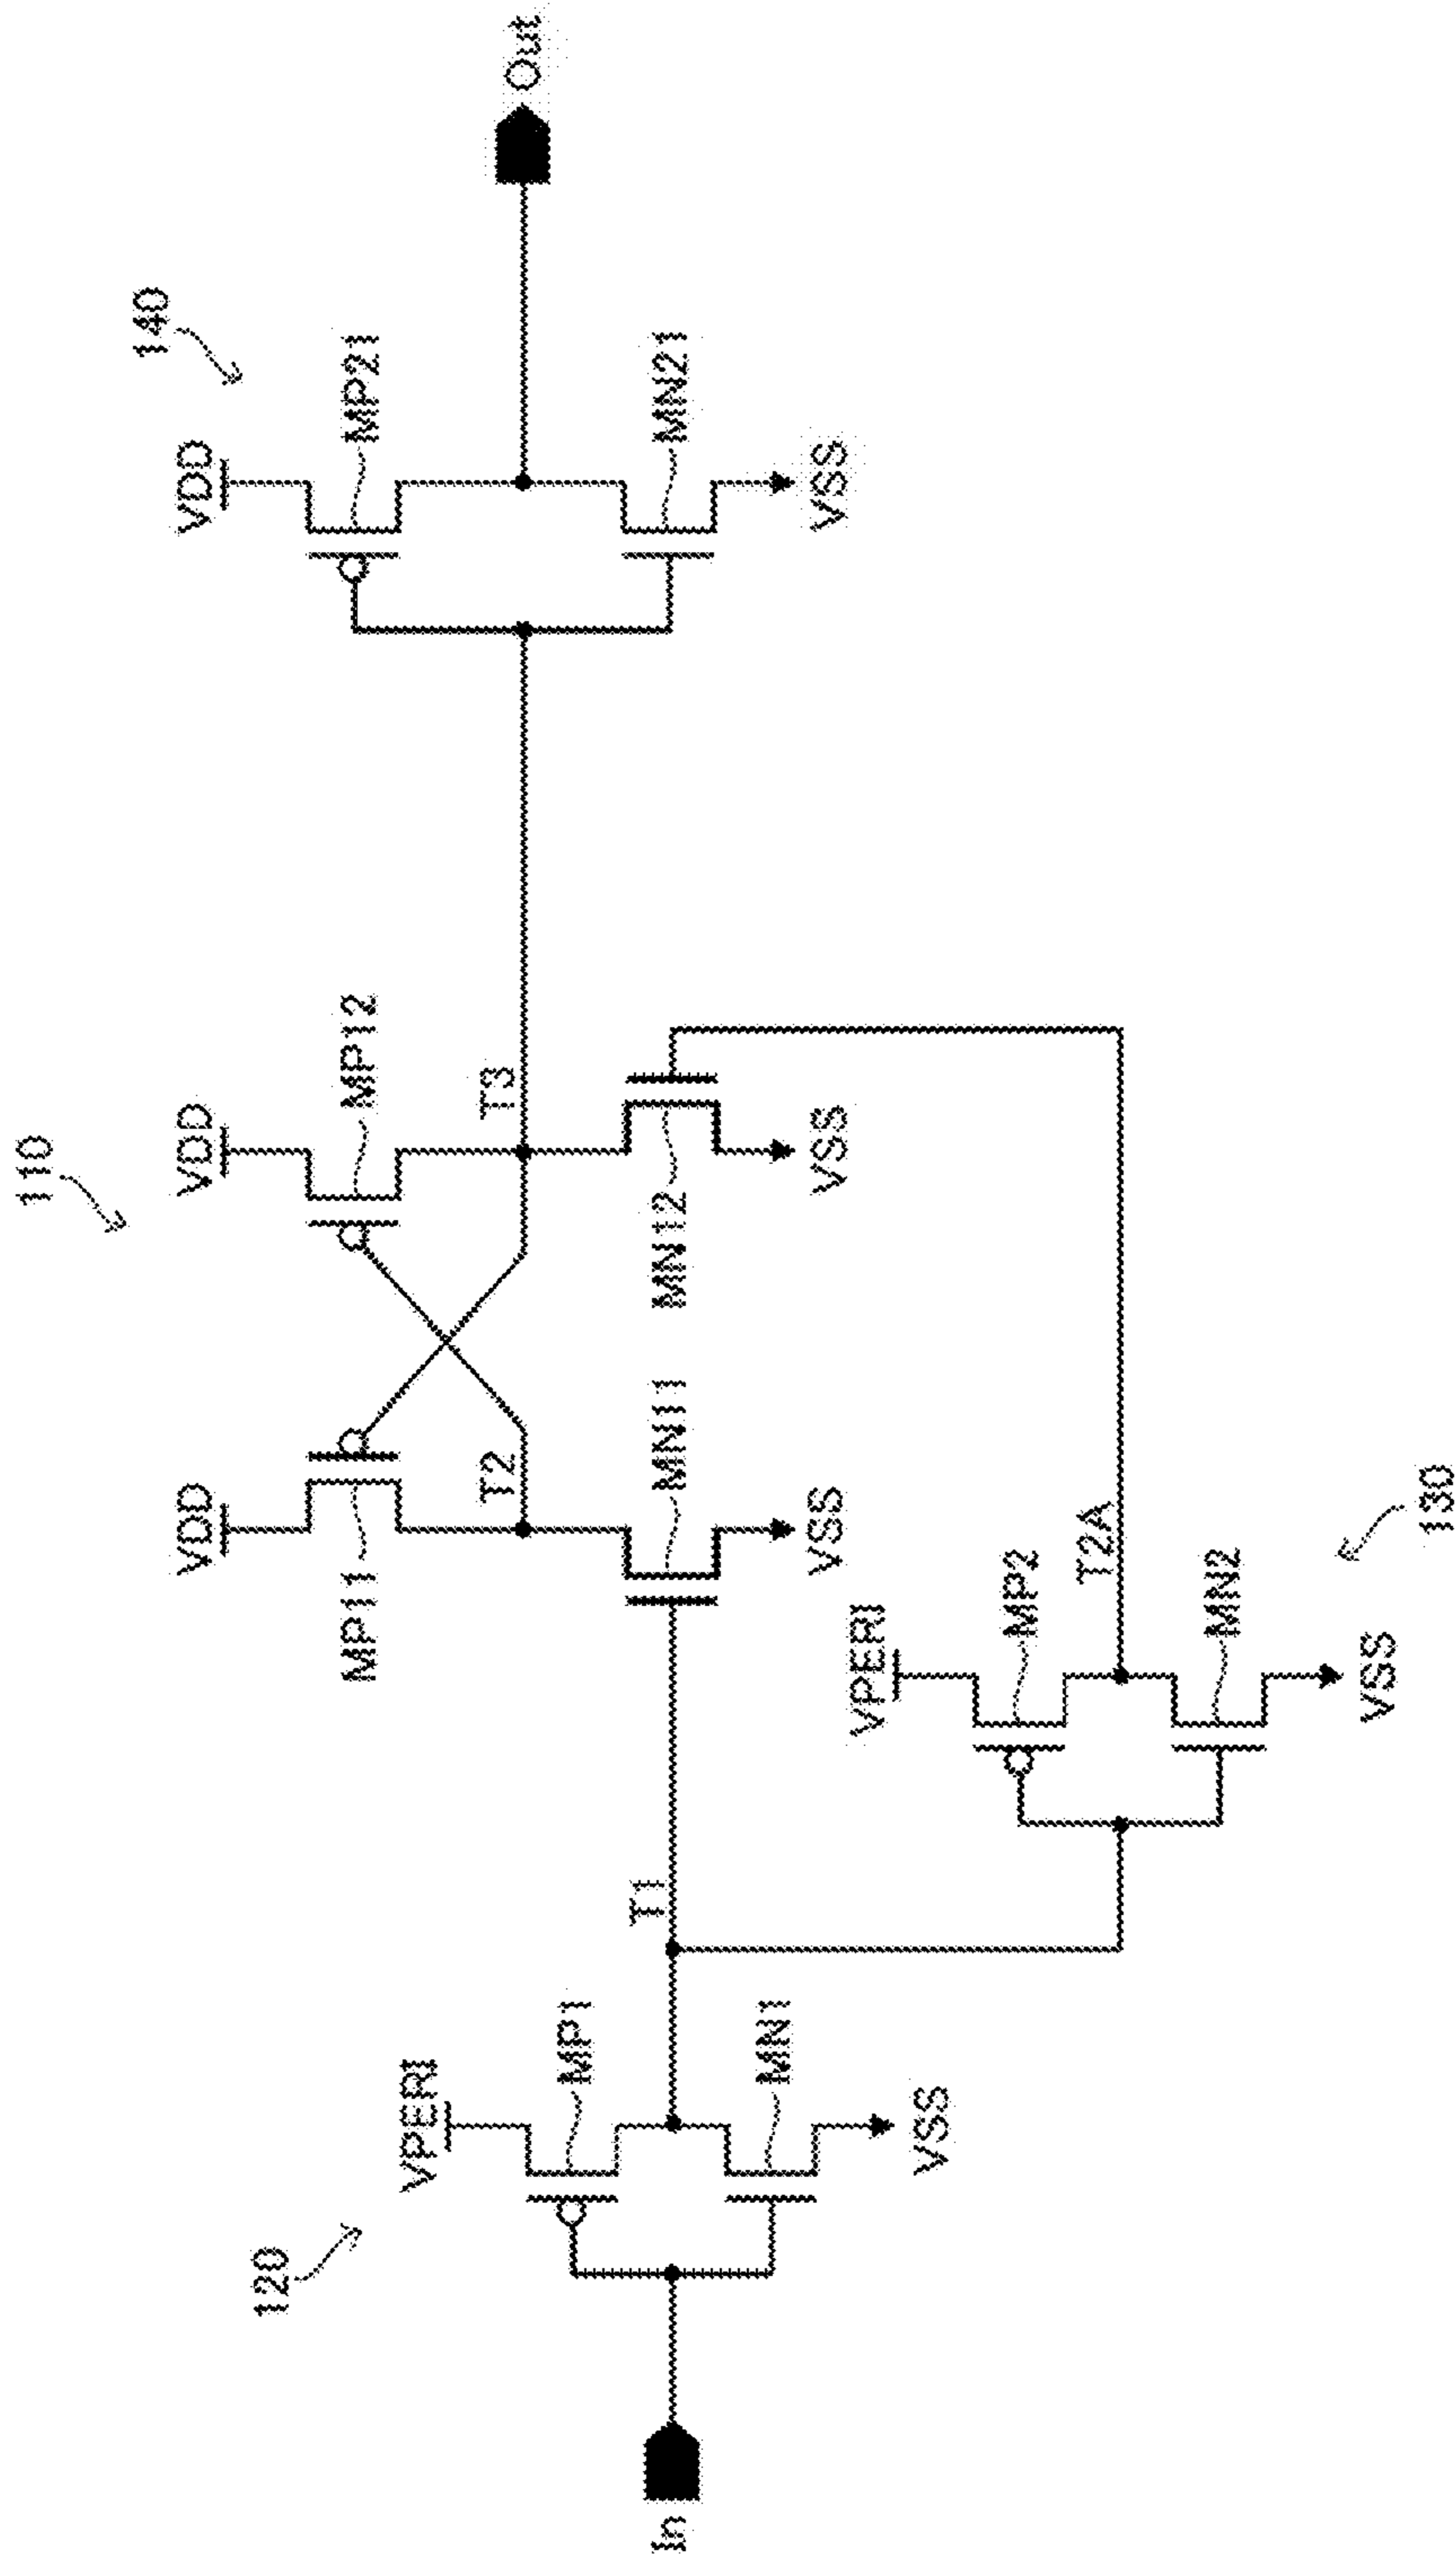 110
140
VDD
VDD
VDD
MP11
MP12
MP21
120
VPERI
T2
T3
Out
MP1
In
T1
MN11
MN12
MN21
MN1
VSS
VSS
VSS
VPERI
VSS
MP2
T2A
MN2
VSS
130